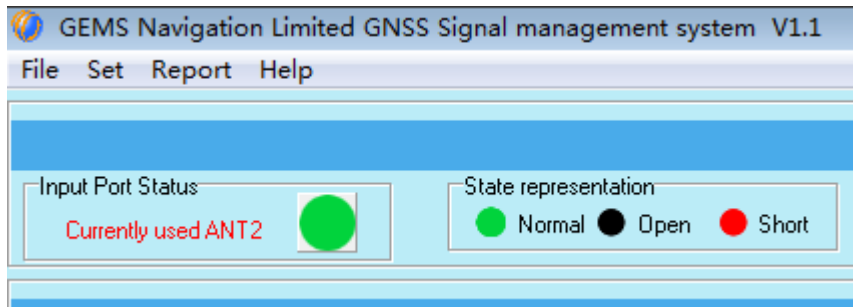 GEMS Navigation Limited GNSS Signal management system V1.1
File Set Report Help
Input Port Status
Currently used ANT2
State representation
Normal Open Short